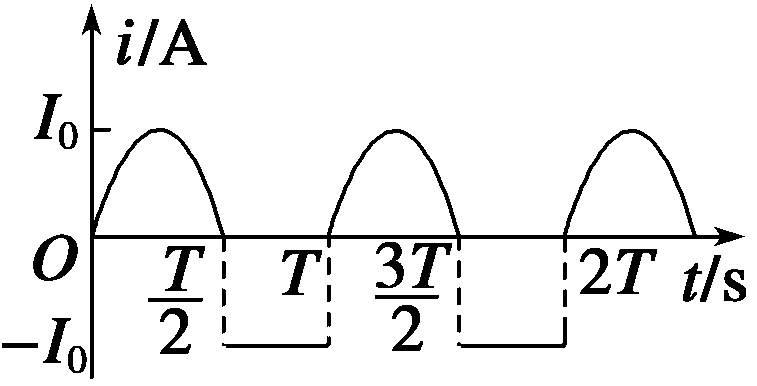 i/A
I₀
O T/2 T 3T/2 2T t/s
−I₀